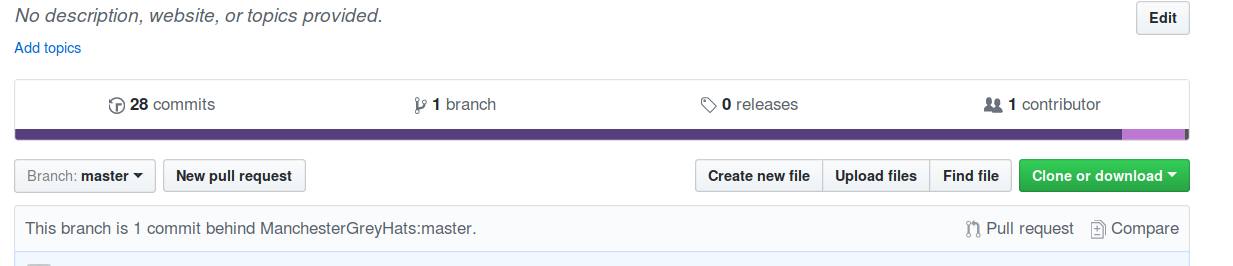 No description, website, or topics provided.
Edit
Add topics
28 commits
1 branch
0 releases
1 contributor
Branch: master
New pull request
Create new file
Upload files
Find file
Clone or download
This branch is 1 commit behind ManchesterGreyHats:master.
Pull request
Compare